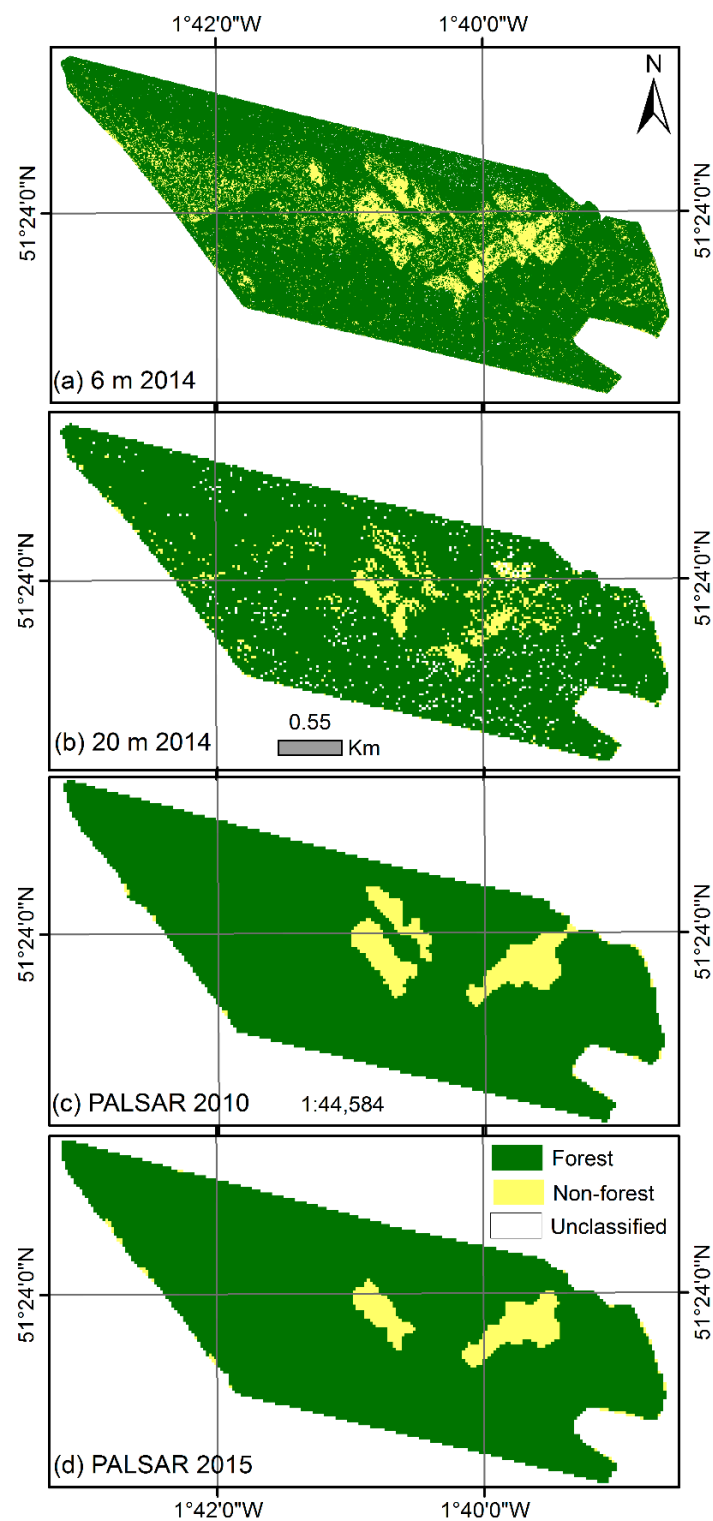 1°42'0"W 1°40'0"W
N
51°24'0"N 51°24'0"N
(a) 6 m 2014
51°24'0"N 51°24'0"N
0.55
(b) 20 m 2014 Km
51°24'0"N 51°24'0"N
(c) PALSAR 2010 1:44,584
Forest
Non-forest
Unclassified
51°24'0"N 51°24'0"N
(d) PALSAR 2015
1°42'0"W 1°40'0"W